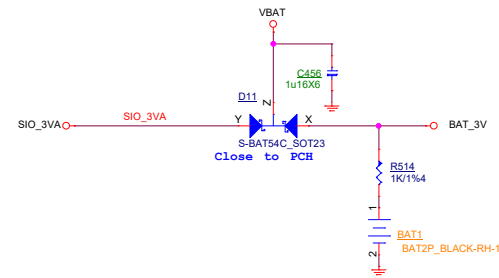 VBAT
C456
1u16X6
D11
Z
SIO_3VA
SIO_3VA
Y
X
BAT_3V
S-BAT54C_SOT23
Close to PCH
R514
1K/1%4
1
BAT1
BAT2P_BLACK-RH-1
2